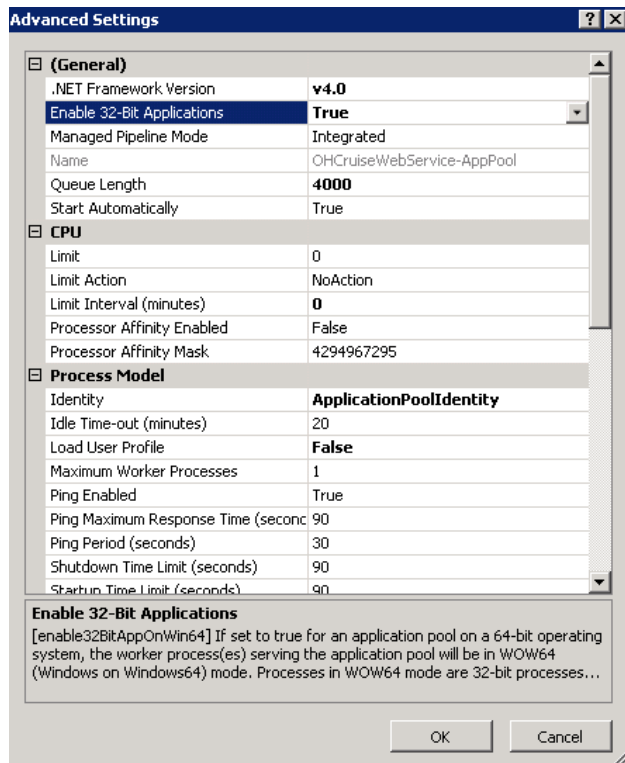 Advanced Settings
(General)
.NET Framework Version v4.0
Enable 32-Bit Applications True
Managed Pipeline Mode Integrated
Name OHCruiseWebService-AppPool
Queue Length 4000
Start Automatically True
CPU
Limit 0
Limit Action NoAction
Limit Interval (minutes) 0
Processor Affinity Enabled False
Processor Affinity Mask 4294967295
Process Model
Identity ApplicationPoolIdentity
Idle Time-out (minutes) 20
Load User Profile False
Maximum Worker Processes 1
Ping Enabled True
Ping Maximum Response Time (second 90
Ping Period (seconds) 30
Shutdown Time Limit (seconds) 90
Startup Time Limit (seconds) 90
Enable 32-Bit Applications
[enable32BitAppOnWin64] If set to true for an application pool on a 64-bit operating
system, the worker process(es) serving the application pool will be in WOW64
(Windows on Windows64) mode. Processes in WOW64 mode are 32-bit processes...
OK Cancel